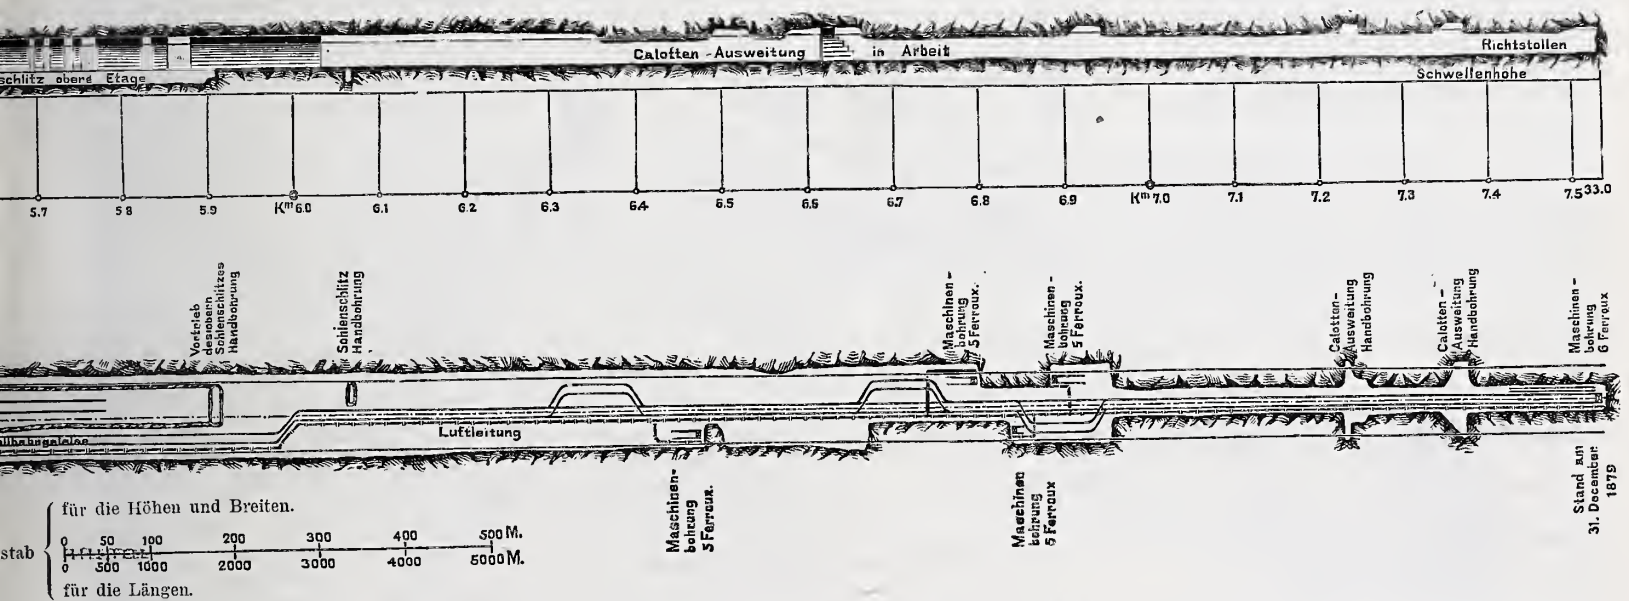 Calotten - Ausweitung in Arbeit
Richtstollen
schlitz obere Etage
Schwellenhöhe
5.7 5.8 5.9 Km 6.0 6.1 6.2 6.3 6.4 6.5 6.6 6.7 6.8 6.9 Km 7.0 7.1 7.2 7.3 7.4 7.5 33.0
Vortrieb
des obern
Sohlenschlitzes
Handbohrung
Sohlenschlitz
Handbohrung
Maschinen-
bohrung
5 Ferroux.
Maschinen-
bohrung
5 Ferroux.
Calotten-
Ausweitung
Handbohrung
Calotten-
Ausweitung
Handbohrung
Maschinen-
bohrung
6 Ferroux
Luftleitung
Maschinen-
bohrung
5 Ferroux.
Maschinen
bohrung
5 Ferroux
Stand am
31. December
1879
für die Höhen und Breiten.
0 50 100 200 300 400 500 M.
stab
0 500 1000 2000 3000 4000 5000 M.
für die Längen.